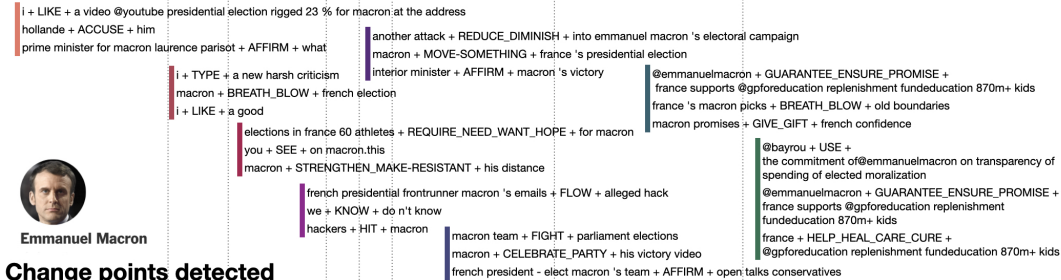 i + LIKE + a video @youtube presidential election rigged 23 % for macron at the address
hollande + ACCUSE + him
prime minister for macron laurence parisot + AFFIRM + what
another attack + REDUCE_DIMINISH + into emmanuel macron 's electoral campaign
macron + MOVE-SOMETHING + france 's presidential election
interior minister + AFFIRM + macron 's victory
i + TYPE + a new harsh criticism
macron + BREATH_BLOW + french election
i + LIKE + a good
@emmanuelmacron + GUARANTEE_ENSURE_PROMISE +
france supports @gpforeducation replenishment fundeducation 870m+ kids
france 's macron picks + BREATH_BLOW + old boundaries
macron promises + GIVE_GIFT + french confidence
elections in france 60 athletes + REQUIRE_NEED_WANT_HOPE + for macron
you + SEE + on macron.this
macron + STRENGTHEN_MAKE-RESISTANT + his distance
@bayrou + USE +
the commitment of@emmanuelmacron on transparency of
spending of elected moralization
@emmanuelmacron + GUARANTEE_ENSURE_PROMISE +
france supports @gpforeducation replenishment
fundeducation 870m+ kids
france + HELP_HEAL_CARE_CURE +
@gpforeducation replenishment fundeducation 870m+ kids
french presidential frontrunner macron 's emails + FLOW + alleged hack
we + KNOW + do n't know
hackers + HIT + macron
macron team + FIGHT + parliament elections
macron + CELEBRATE_PARTY + his victory video
french president - elect macron 's team + AFFIRM + open talks conservatives
Emmanuel Macron
Change points detected